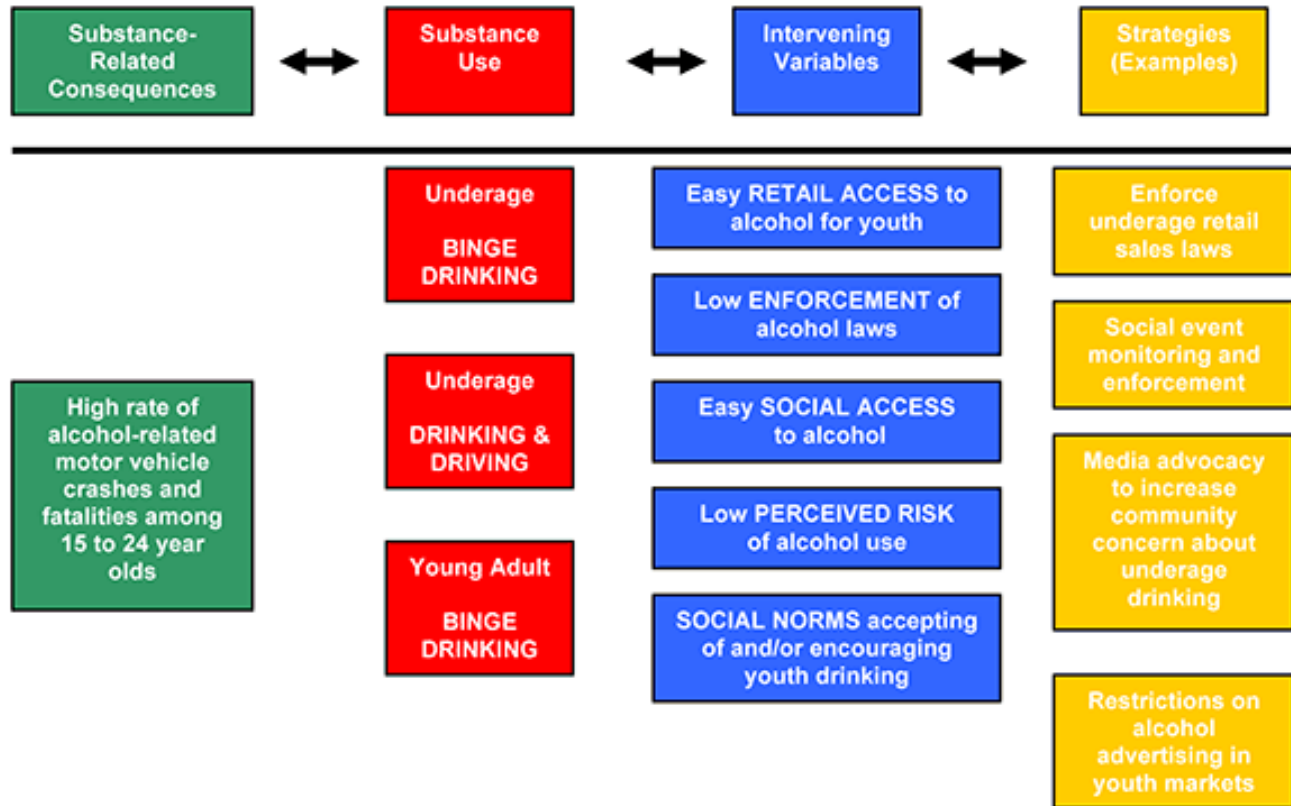 Substance-
Related
Consequences
Substance
Use
Intervening
Variables
Strategies
(Examples)
High rate of
alcohol-related
motor vehicle
crashes and
fatalities among
15 to 24 year
olds
Underage
BINGE
DRINKING
Underage
DRINKING &
DRIVING
Young Adult
BINGE
DRINKING
Easy RETAIL ACCESS to
alcohol for youth
Low ENFORCEMENT of
alcohol laws
Easy SOCIAL ACCESS
to alcohol
Low PERCEIVED RISK
of alcohol use
SOCIAL NORMS accepting
of and/or encouraging
youth drinking
Enforce
underage retail
sales laws
Social event
monitoring and
enforcement
Media advocacy
to increase
community
concern about
underage
drinking
Restrictions on
alcohol
advertising in
youth markets